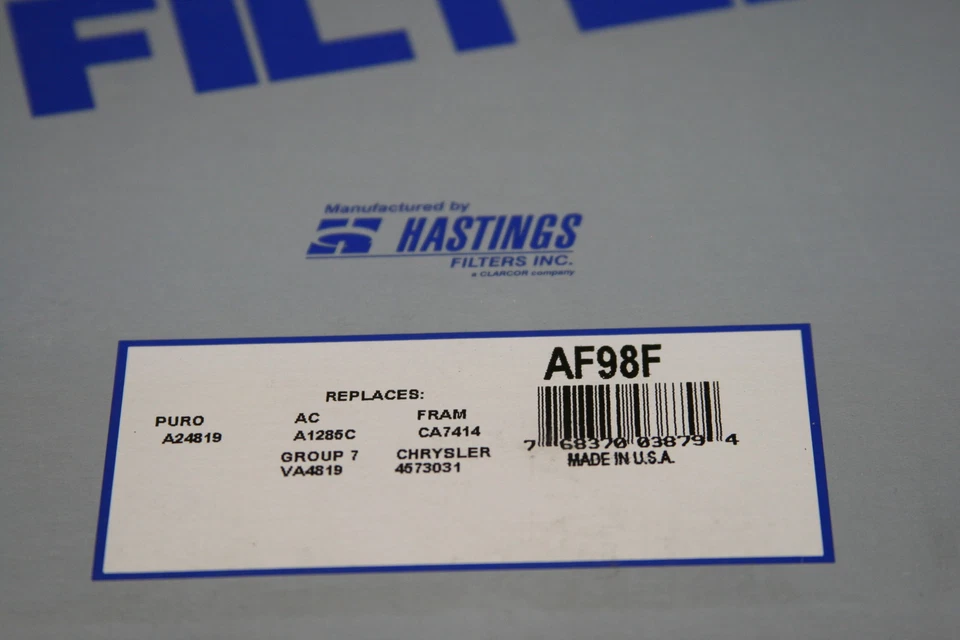 FILTER
Manufactured by
HASTINGS
FILTERS INC.
a CLARCOR company
AF98F
REPLACES:
PURO AC FRAM
A24819 A1285C CA7414
GROUP 7 CHRYSLER
VA4819 4573031
7 68370 03879 4
MADE IN U.S.A.